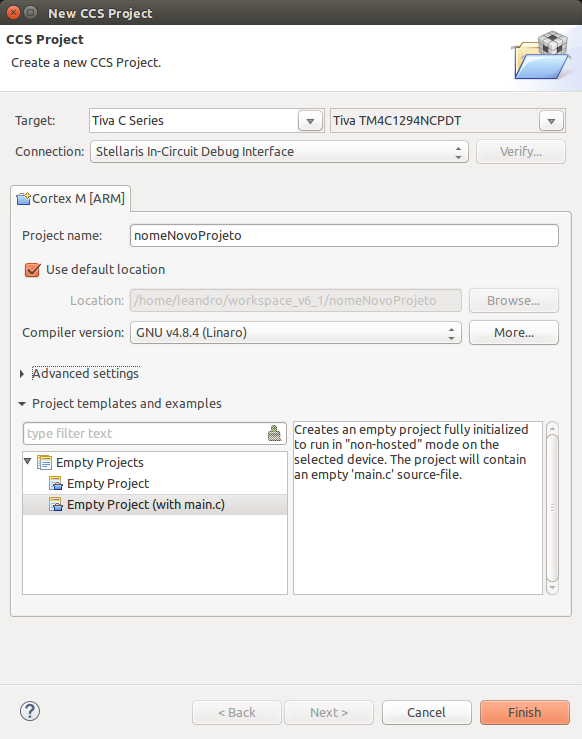 New CCS Project
CCS Project
Create a new CCS Project.
Target: Tiva C Series Tiva TM4C1294NCPDT
Connection: Stellaris In-Circuit Debug Interface Verify...
Cortex M [ARM]
Project name: nomeNovoProjeto
Use default location
Location: /home/leandro/workspace_v6_1/nomeNovoProjeto Browse...
Compiler version: GNU v4.8.4 (Linaro) More...
Advanced settings
Project templates and examples
type filter text
Empty Projects
Empty Project
Empty Project (with main.c)
Creates an empty project fully initialized
to run in "non-hosted" mode on the
selected device. The project will contain
an empty 'main.c' source-file.
? < Back Next > Cancel Finish